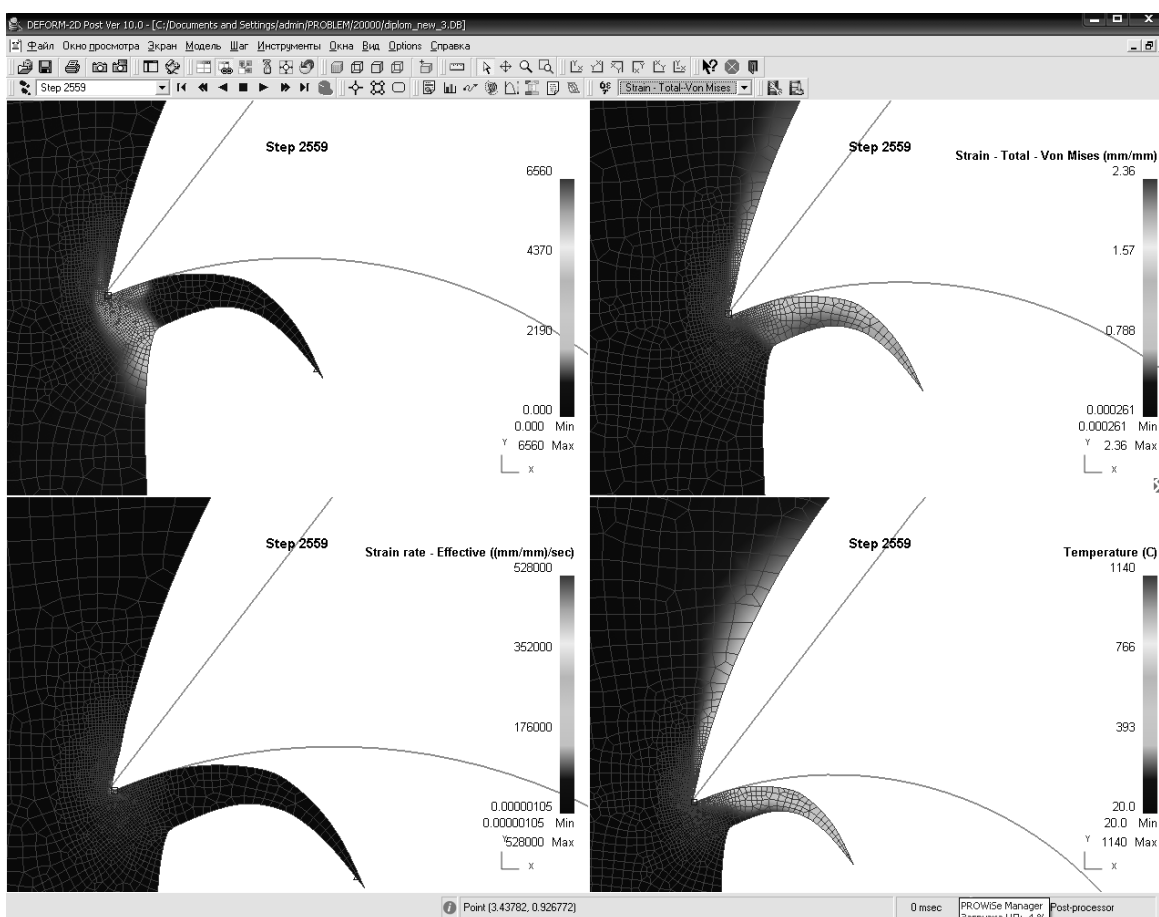 DEFORM-2D Post Ver 10.0 - [C:/Documents and Settings/admin/PROBLEM/20000/diplom_new_3.DB]
Файл Окно просмотра Экран Модель Шаг Инструменты Окна Вид Options Справка
Step 2559
Strain - Total--Von Mises
Step 2559
6560
4370
2190
0.000
0.000 Min
6560 Max
Y
X
Step 2559
Strain - Total - Von Mises (mm/mm)
2.36
1.57
0.788
0.000261
0.000261 Min
2.36 Max
Y
X
Step 2559
Strain rate - Effective ((mm/mm)/sec)
528000
352000
176000
0.00000105
0.00000105 Min
528000 Max
Y
X
Step 2559
Temperature (C)
1140
766
393
20.0
20.0 Min
1140 Max
Y
X
Point (3.43782, 0.926772)
0 msec
PROWiSe Manager
Post-processor